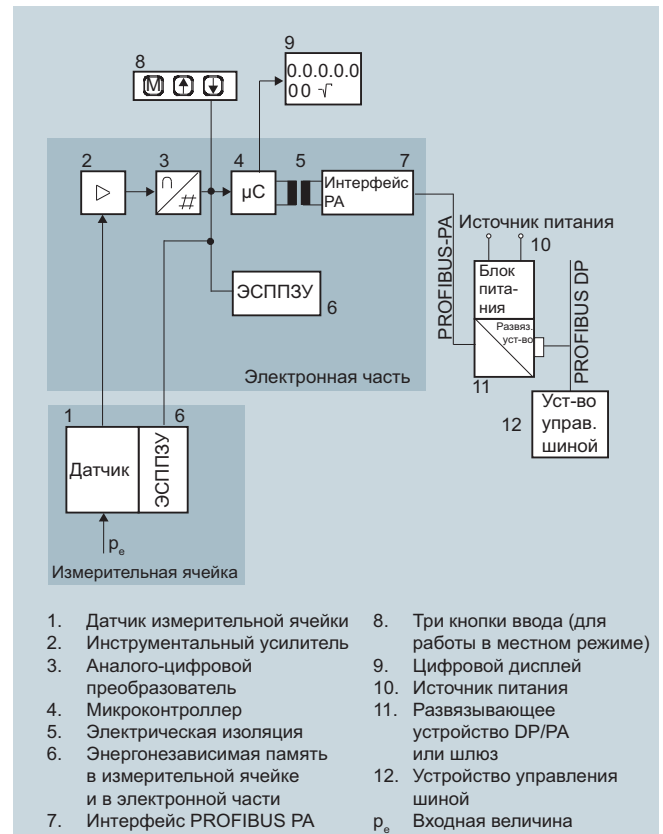 8
M
9
0.0.0.0.0
00 √
2
3
4
5
7
∩
#
µC
Интерфейс
PA
Источник питания
10
PROFIBUS-PA
Блок
пита-
ния
Развяз.
уст-во
PROFIBUS DP
ЭСППЗУ
6
Электронная часть
11
12
Уст-во
управ.
шиной
1
6
Датчик
ЭСППЗУ
pe
Измерительная ячейка
1. Датчик измерительной ячейки
2. Инструментальный усилитель
3. Аналого-цифровой
преобразователь
4. Микроконтроллер
5. Электрическая изоляция
6. Энергонезависимая память
в измерительной ячейке
и в электронной части
7. Интерфейс PROFIBUS PA
8. Три кнопки ввода (для
работы в местном режиме)
9. Цифровой дисплей
10. Источник питания
11. Развязывающее
устройство DP/PA
или шлюз
12. Устройство управления
шиной
pe Входная величина